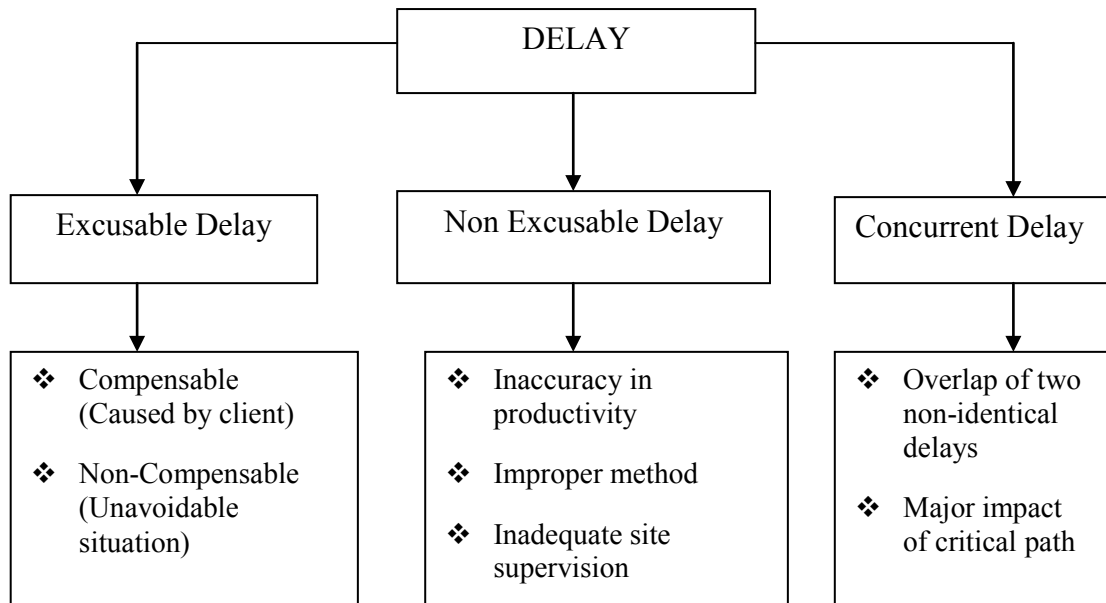 DELAY
Excusable Delay
Non Excusable Delay
Concurrent Delay
❖ Compensable
(Caused by client)
❖ Non-Compensable
(Unavoidable
situation)
❖ Inaccuracy in
productivity
❖ Improper method
❖ Inadequate site
supervision
❖ Overlap of two
non-identical
delays
❖ Major impact
of critical path